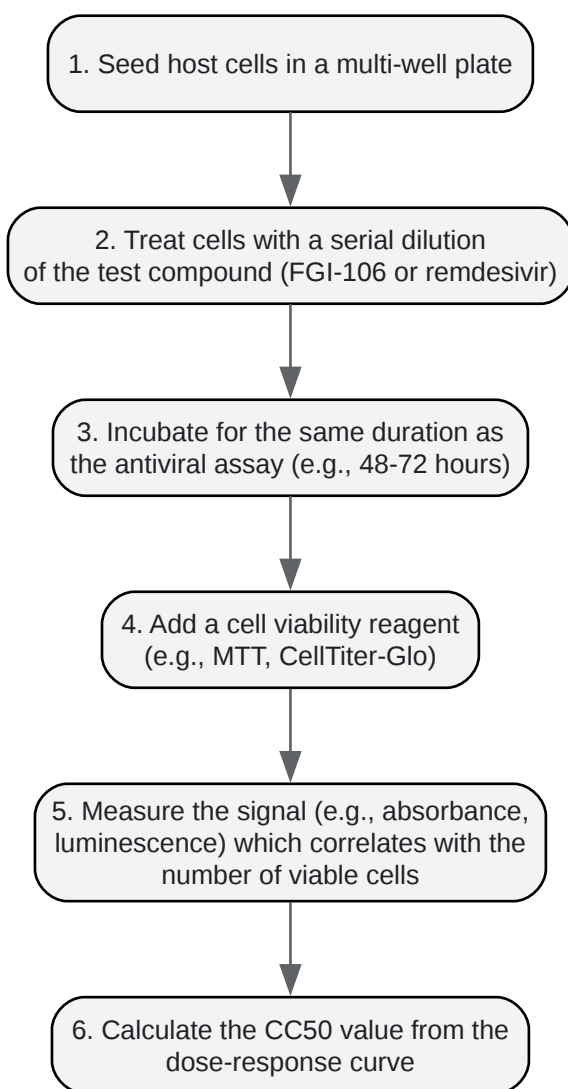 1. Seed host cells in a multi-well plate
2. Treat cells with a serial dilution
of the test compound (FGI-106 or remdesivir)
3. Incubate for the same duration as
the antiviral assay (e.g., 48-72 hours)
4. Add a cell viability reagent
(e.g., MTT, CellTiter-Glo)
5. Measure the signal (e.g., absorbance,
luminescence) which correlates with the
number of viable cells
6. Calculate the CC50 value from the
dose-response curve